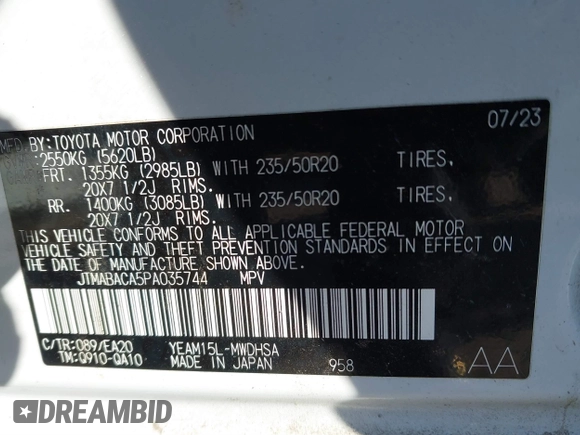 07/23
MFD BY:TOYOTA MOTOR CORPORATION
2550KG (5620LB)
FRT. 1355KG (2985LB) WITH 235/50R20 TIRES,
20X7 1/2J RIMS.
RR. 1400KG (3085LB) WITH 235/50R20 TIRES,
20X7 1/2J RIMS.
THIS VEHICLE CONFORMS TO ALL APPLICABLE FEDERAL MOTOR
VEHICLE SAFETY AND THEFT PREVENTION STANDARDS IN EFFECT ON
THE DATE OF MANUFACTURE SHOWN ABOVE.
JTMABACA5PA035744 MPV
C/TR:089/EA20 YEAM15L-MWDHSA
TM:Q910-QA10 MADE IN JAPAN 958 AA
DREAMBID